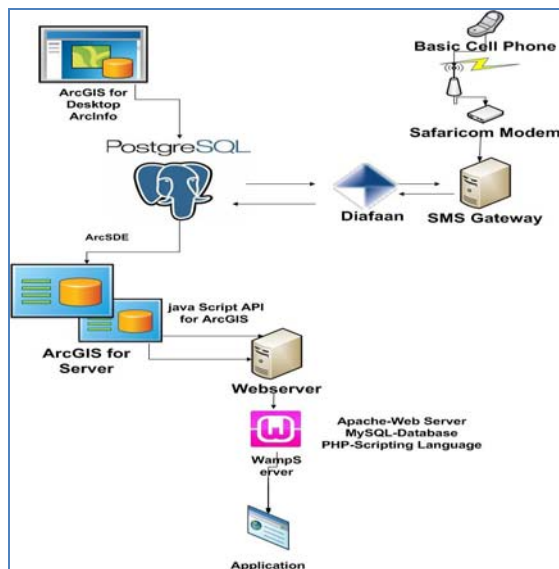 Basic Cell Phone
ArcGIS for
Desktop
ArcInfo
Safaricom Modem
PostgreSQL
Diafaan
SMS Gateway
ArcSDE
java Script API
for ArcGIS
ArcGIS for
Server
Webserver
Apache-Web Server
MySQL-Database
PHP-Scripting Language
WampS
erver
Application